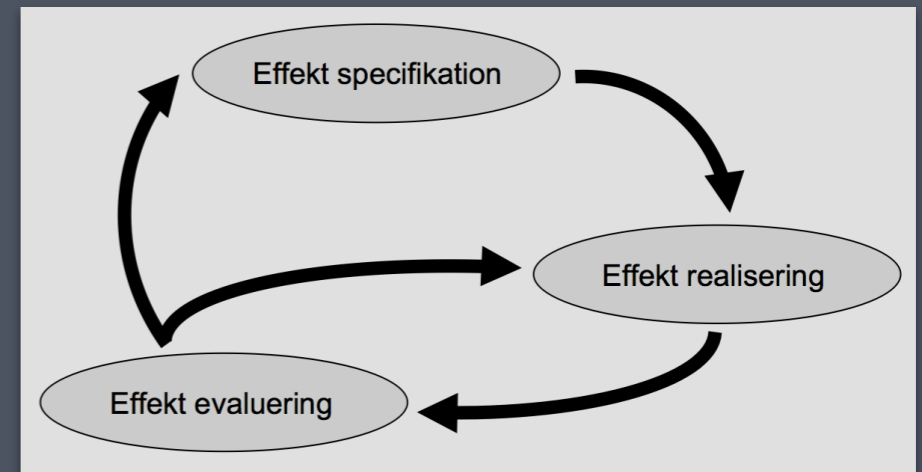 Effekt specifikation
Effekt realisering
Effekt evaluering